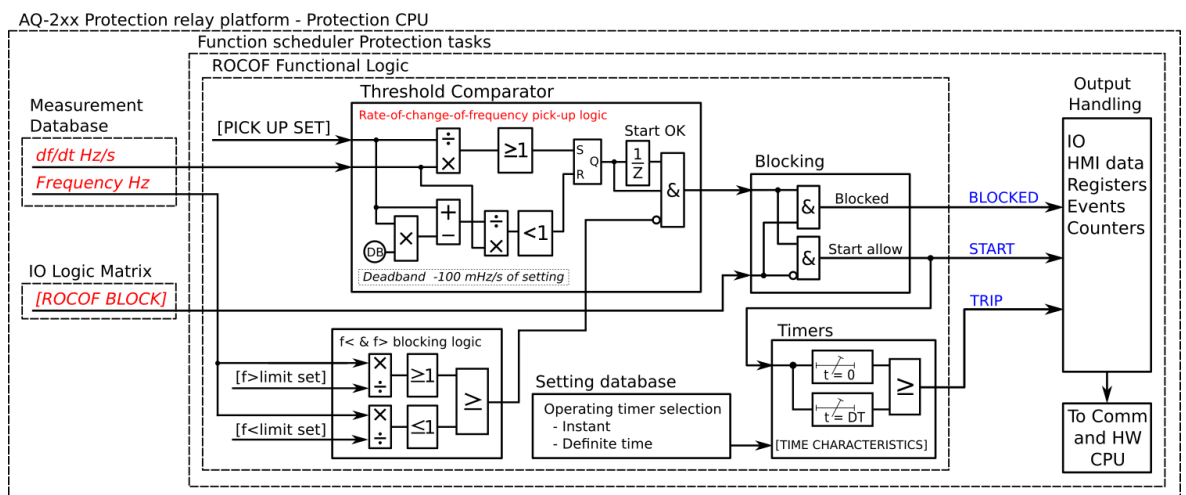 AQ-2xx Protection relay platform - Protection CPU
Function scheduler Protection tasks
ROCOF Functional Logic
Measurement
Database
df/dt Hz/s
Frequency Hz
IO Logic Matrix
[ROCOF BLOCK]
[PICK UP SET]
Threshold Comparator
Rate-of-change-of-frequency pick-up logic
÷
×
≥1
S
R
Q
Start OK
1
Z
&
DB
×
+
−
÷
×
<1
Deadband -100 mHz/s of setting
Blocking
&
Blocked
&
Start allow
BLOCKED
START
TRIP
Output
Handling
IO
HMI data
Registers
Events
Counters
To Comm
and HW
CPU
f< & f> blocking logic
[f>limit set]
[f<limit set]
×
÷
≥1
×
÷
≤1
≥
Setting database
Operating timer selection
- Instant
- Definite time
Timers
t = 0
t = DT
≥
[TIME CHARACTERISTICS]